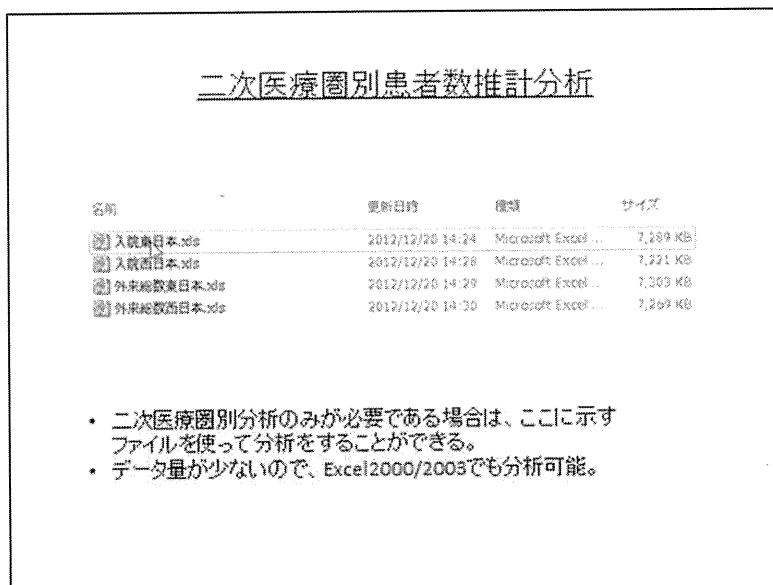 二次医療圏別患者数推計分析
名前 更新日時 種類 サイズ
入院東日本.xls 2012/12/20 14:24 Microsoft Excel ... 7,289 KB
入院西日本.xls 2012/12/20 14:28 Microsoft Excel ... 7,221 KB
外来総数東日本.xls 2012/12/20 14:29 Microsoft Excel ... 7,303 KB
外来総数西日本.xls 2012/12/20 14:30 Microsoft Excel ... 7,269 KB
• 二次医療圏別分析のみが必要である場合は、ここに示す
ファイルを使って分析をすることができる。
• データ量が少ないので、Excel2000/2003でも分析可能。